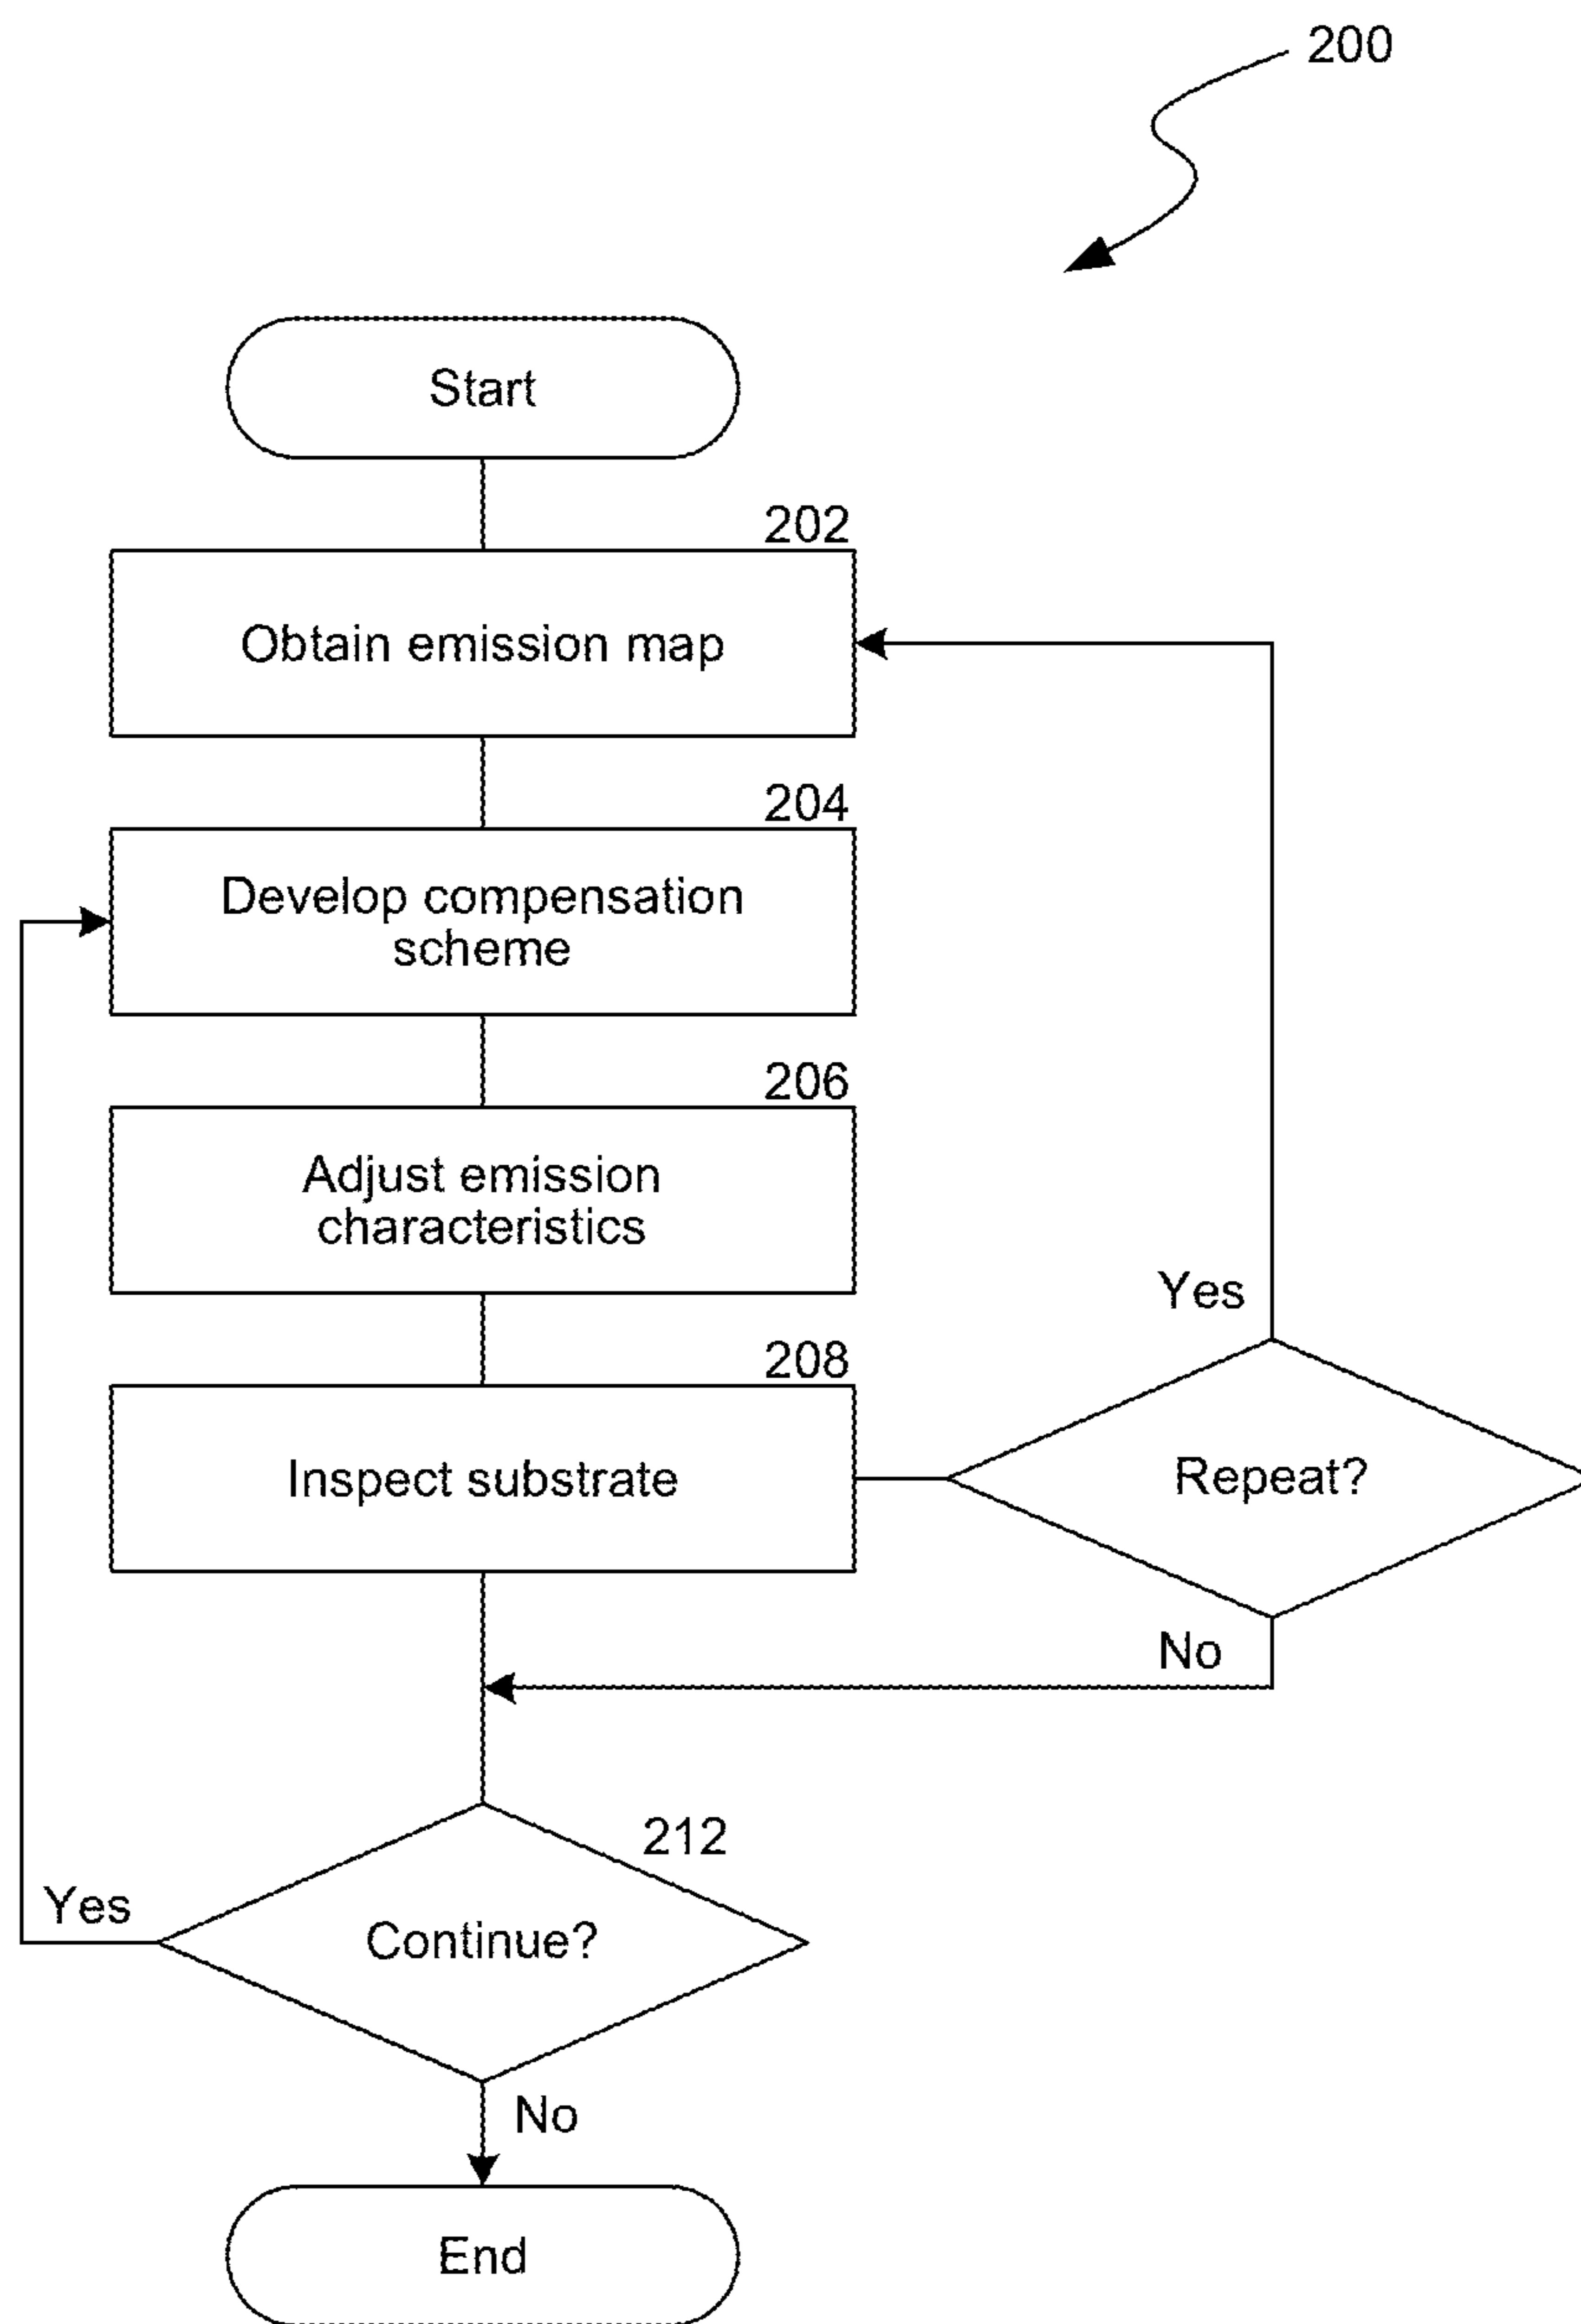 200
Start
202
Obtain emission map
204
Develop compensation
scheme
206
Adjust emission
characteristics
208
Inspect substrate
Yes
Repeat?
No
212
Yes
Continue?
No
End